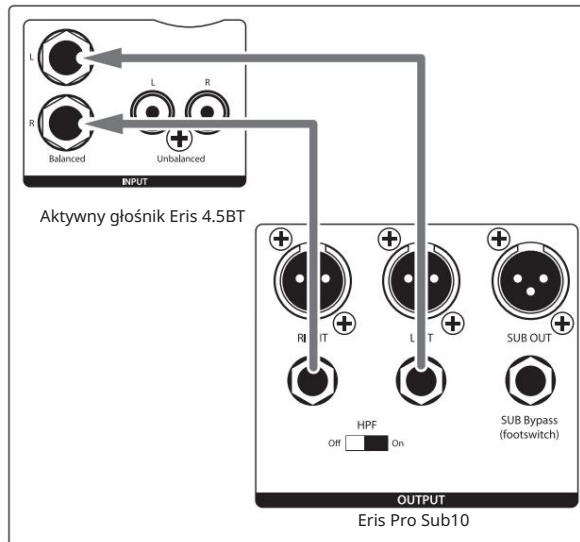 L
R
L R
Balanced Unbalanced
INPUT
Aktywny głośnik Eris 4.5BT
SUB OUT
HPF
Off On
SUB Bypass
(footswitch)
OUTPUT
Eris Pro Sub10